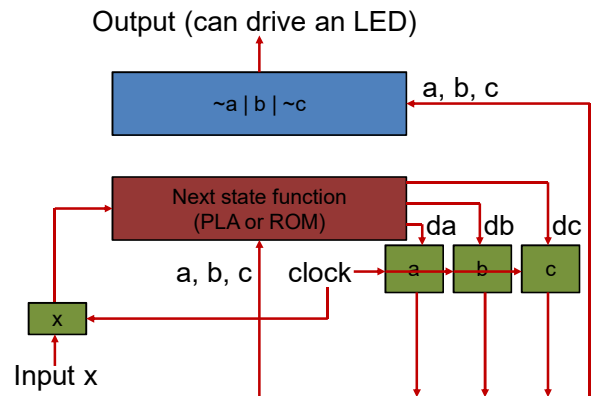 Output (can drive an LED)
~a | b | ~c
a, b, c
Next state function
(PLA or ROM)
da db dc
a, b, c clock a b c
x
Input x